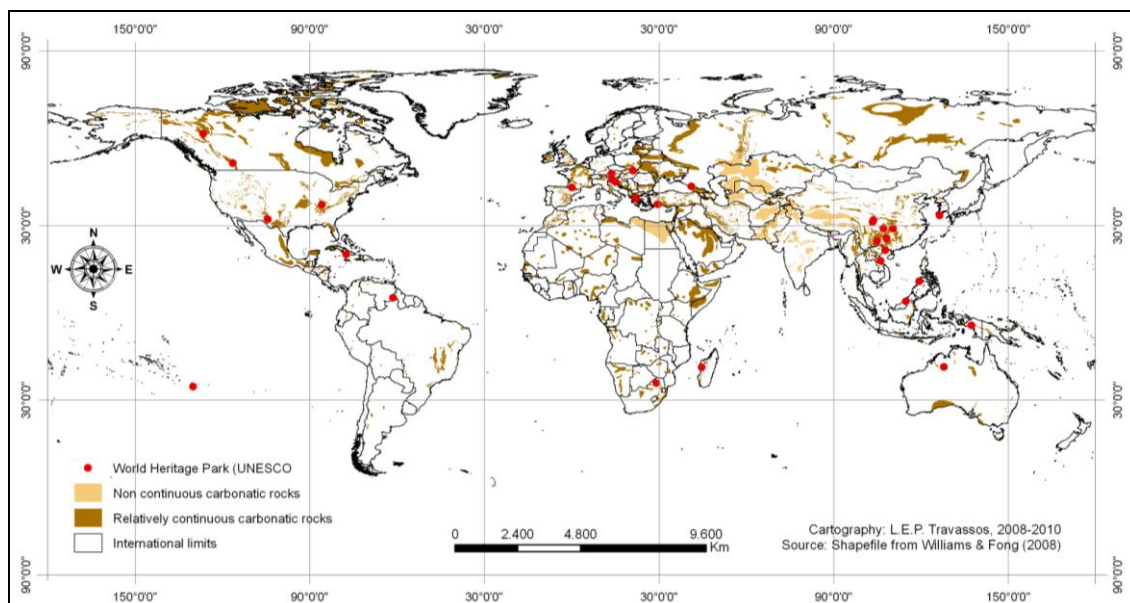 150°0'0" 90°0'0" 30°0'0" 30°0'0" 90°0'0" 150°0'0"
90°0'0" 90°0'0"
30°0'0" 30°0'0"
N
W E
S
30°0'0" 30°0'0"
World Heritage Park (UNESCO
Non continuous carbonatic rocks
Relatively continuous carbonatic rocks
International limits
0 2.400 4.800 9.600
Km
Cartography: L.E.P. Travassos, 2008-2010
Source: Shapefile from Williams & Fong (2008)
90°0'0" 90°0'0"
150°0'0" 90°0'0" 30°0'0" 30°0'0" 90°0'0" 150°0'0"